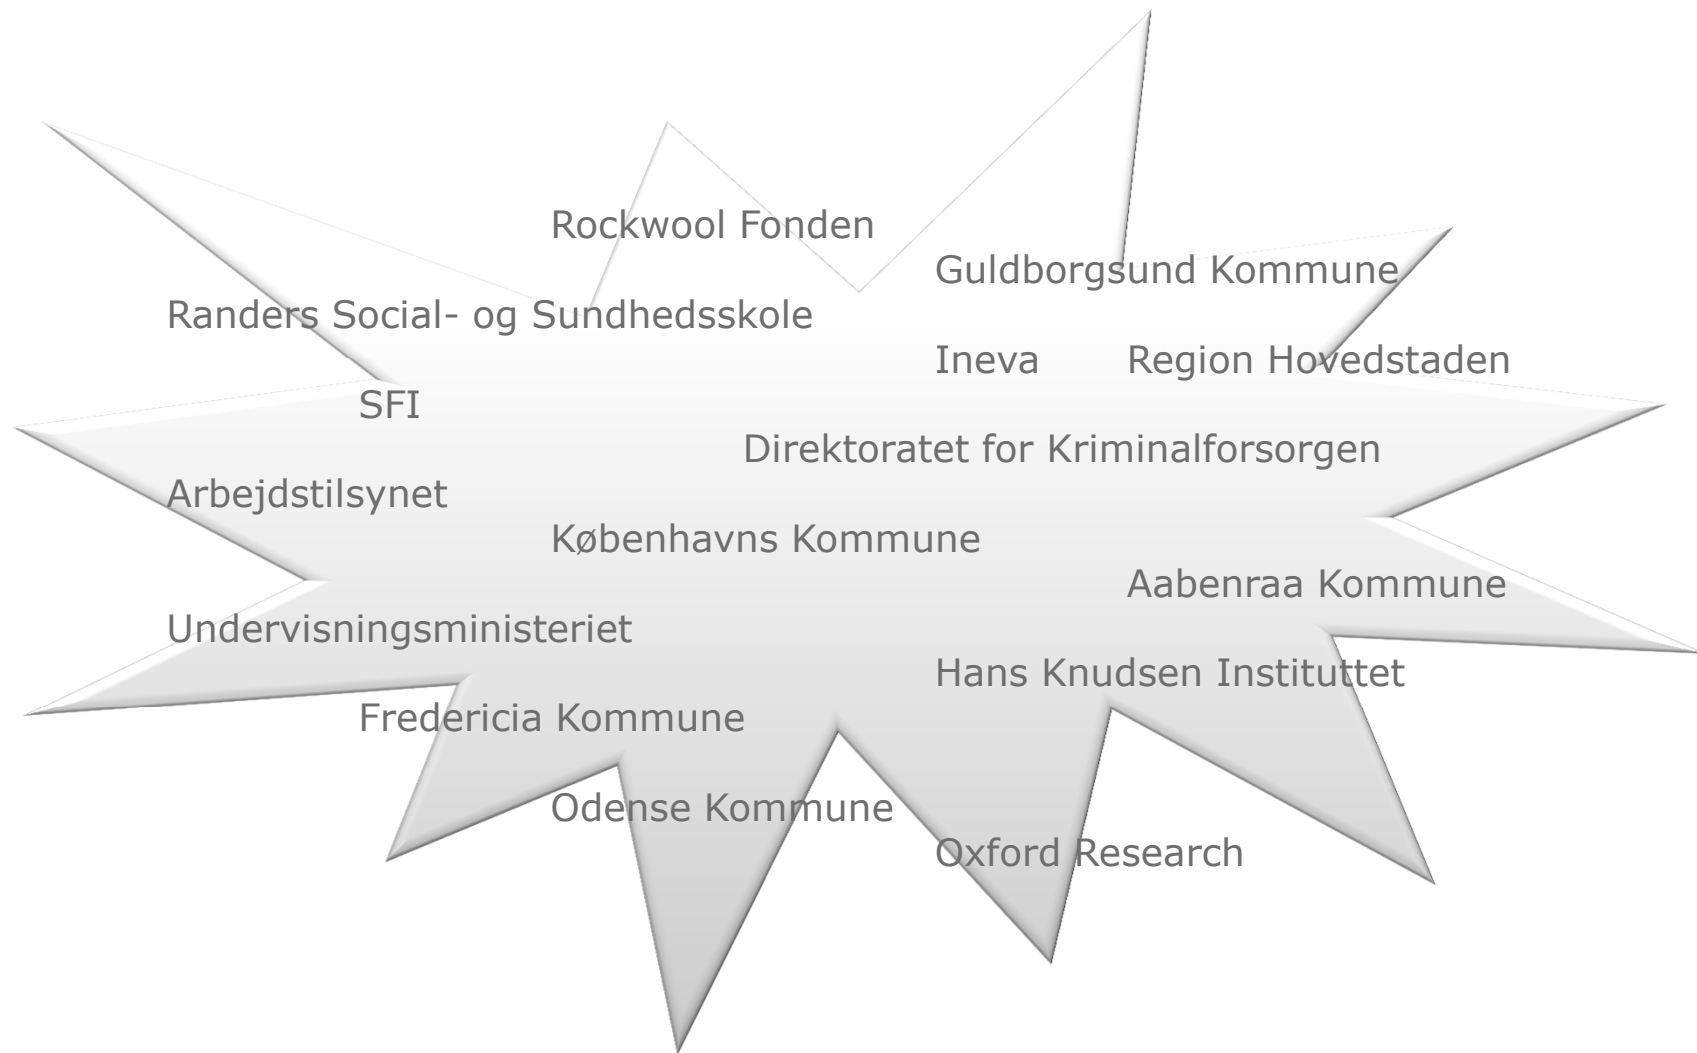 Rockwool Fonden
Guldborgsund Kommune
Randers Social- og Sundhedsskole
Ineva Region Hovedstaden
SFI
Direktoratet for Kriminalforsorgen
Arbejdstilsynet
Københavns Kommune
Aabenraa Kommune
Undervisningsministeriet
Hans Knudsen Instituttet
Fredericia Kommune
Odense Kommune
Oxford Research